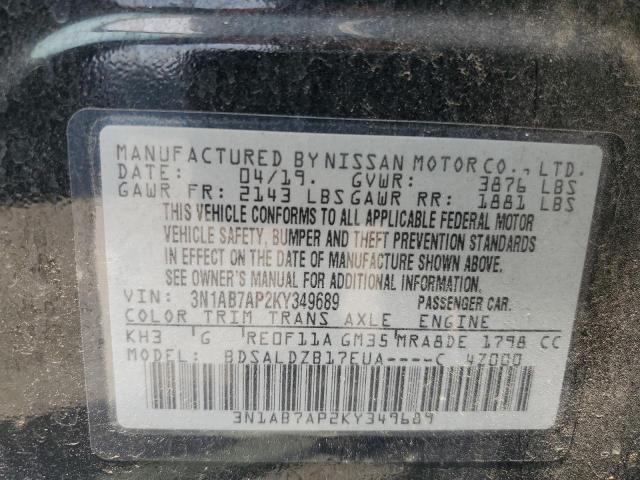 MANUFACTURED BY NISSAN MOTOR CO., LTD.
DATE: 04/19. GVWR: 3876 LBS
GAWR FR: 2143 LBS GAWR RR: 1881 LBS
THIS VEHICLE CONFORMS TO ALL APPLICABLE FEDERAL MOTOR
VEHICLE SAFETY, BUMPER AND THEFT PREVENTION STANDARDS
IN EFFECT ON THE DATE OF MANUFACTURE SHOWN ABOVE.
SEE OWNER'S MANUAL FOR ADDITIONAL INFORMATION.
VIN: 3N1AB7AP2KY349689 PASSENGER CAR.
COLOR TRIM TRANS AXLE ENGINE
KH3 G RE0F11A GM35 MRA8DE 1798 CC
MODEL: BDSALDZB17EUA----C 4Z000
3N1AB7AP2KY349689